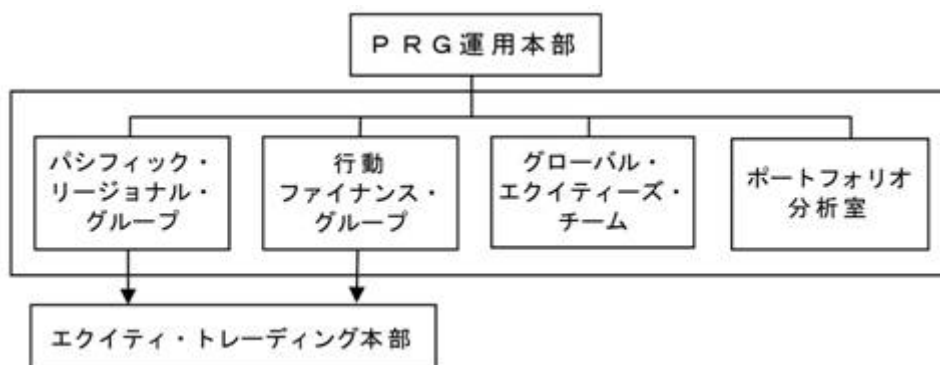 PRG運用本部
パシフィック・
リージョナル・
グループ
行動
ファイナンス・
グループ
グローバル・
エクイティーズ・
チーム
ポートフォリオ
分析室
エクイティ・トレーディング本部